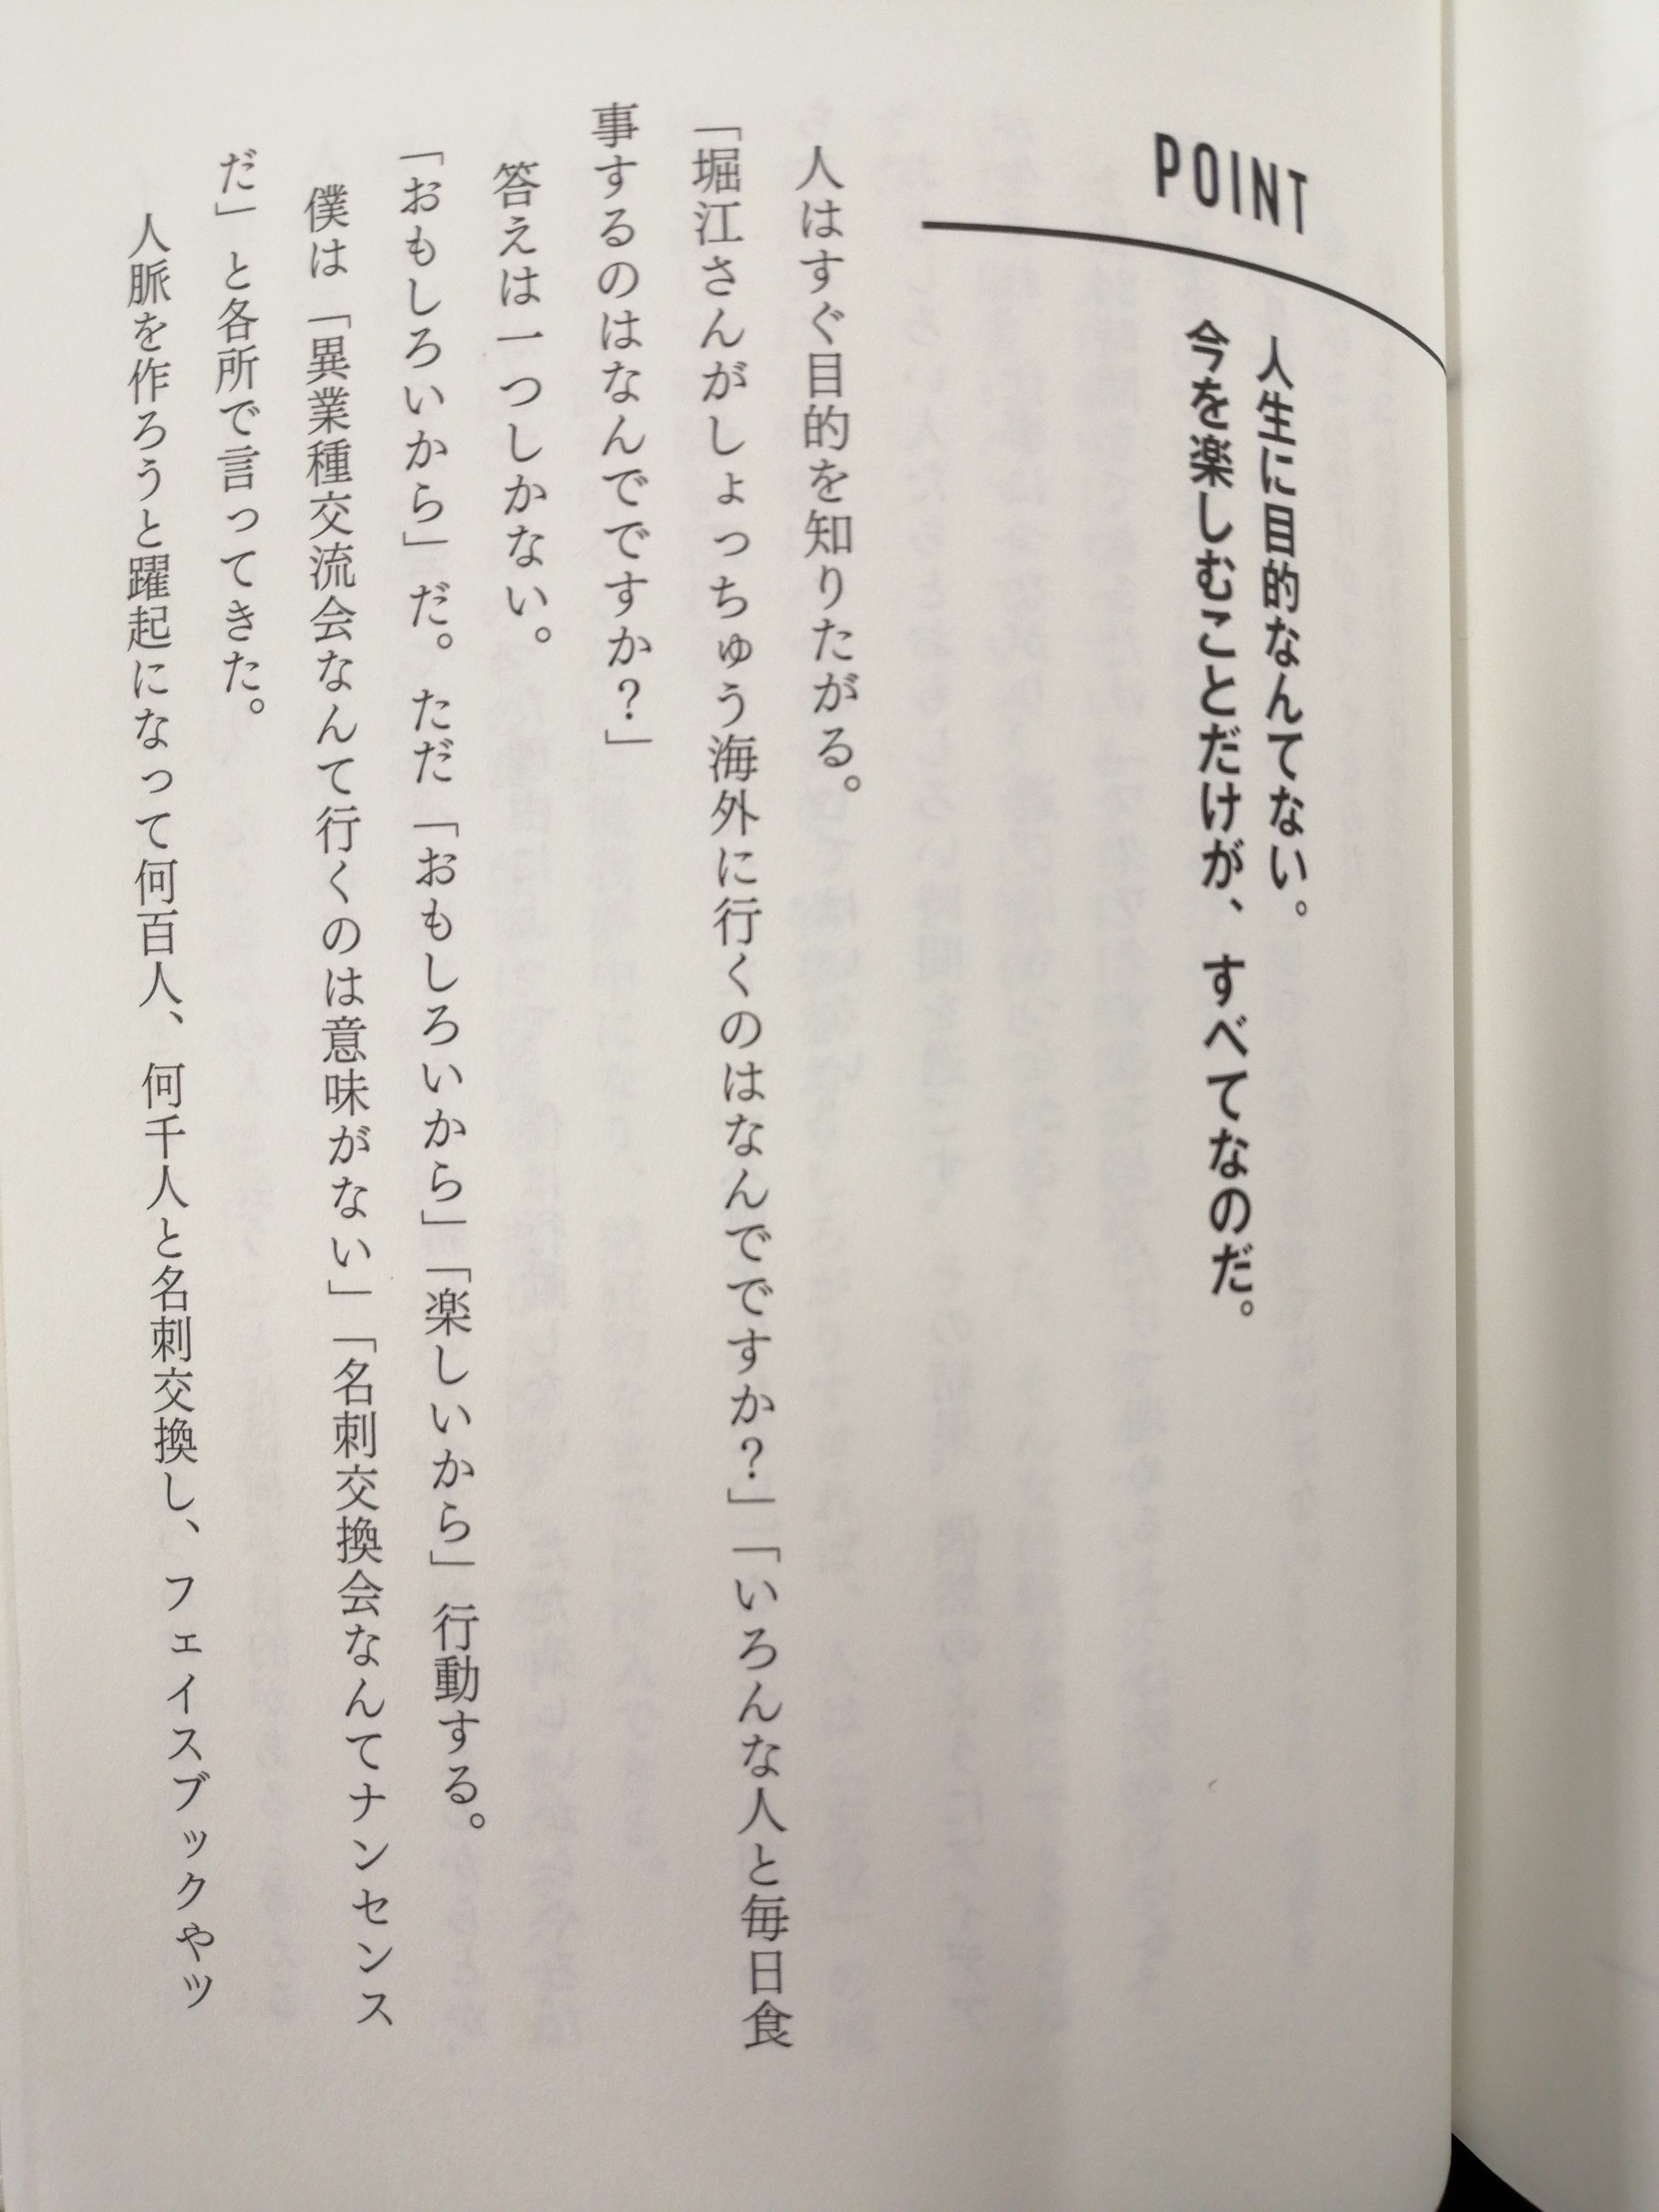 POINT
人生に目的なんてない。
今を楽しむことだけが、すべてなのだ。
人はすぐ目的を知りたがる。
「堀江さんがしょっちゅう海外に行くのはなんでですか？」「いろんな人と毎日食
事するのはなんでですか？」
答えは一つしかない。
「おもしろいから」だ。ただ「おもしろいから」「楽しいから」行動する。
僕は「異業種交流会なんて行くのは意味がない」「名刺交換会なんてナンセンス
だ」と各所で言ってきた。
人脈を作ろうと躍起になって何百人、何千人と名刺交換し、フェイスブックやツ